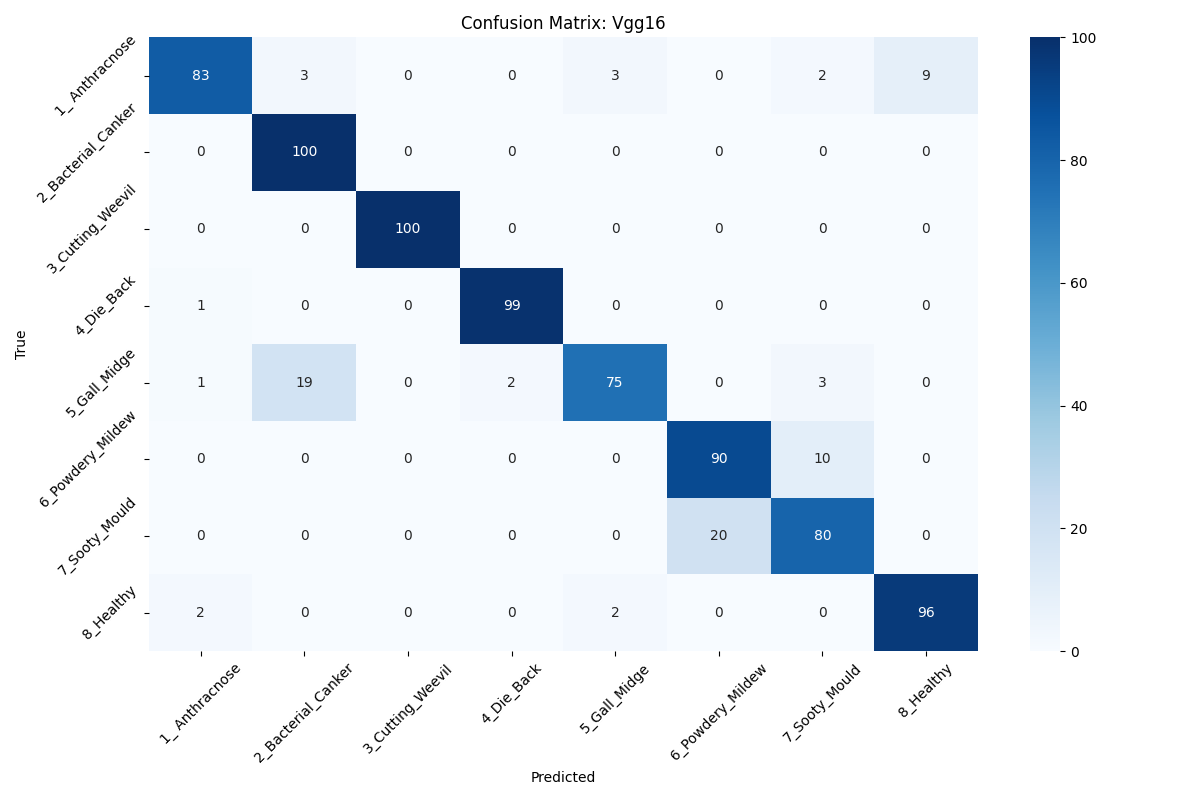 Confusion Matrix: Vgg16
True
1_ Anthracnose 83 3 0 0 3 0 2 9
2_Bacterial_Canker 0 100 0 0 0 0 0 0
3_Cutting_Weevil 0 0 100 0 0 0 0 0
4_Die_Back 1 0 0 99 0 0 0 0
5_Gall_Midge 1 19 0 2 75 0 3 0
6_Powdery_Mildew 0 0 0 0 0 90 10 0
7_Sooty_Mould 0 0 0 0 0 20 80 0
8_Healthy 2 0 0 0 2 0 0 96
1_ Anthracnose 2_Bacterial_Canker 3_Cutting_Weevil 4_Die_Back 5_Gall_Midge 6_Powdery_Mildew 7_Sooty_Mould 8_Healthy
Predicted
100
80
60
40
20
0